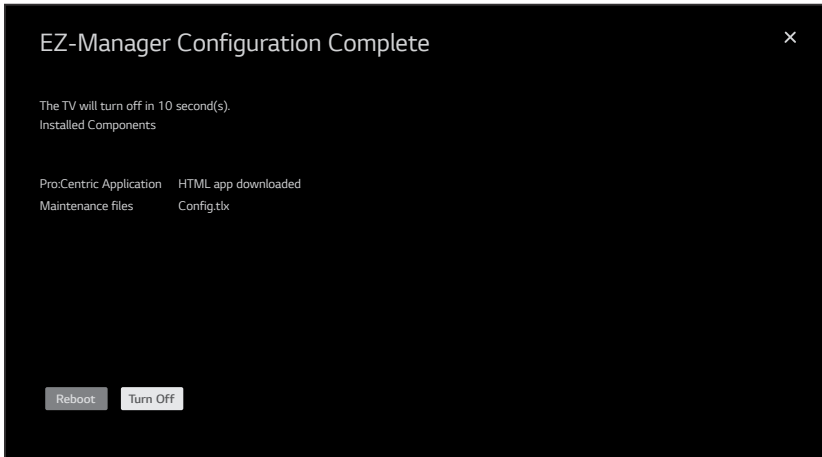 EZ-Manager Configuration Complete
The TV will turn off in 10 second(s).
Installed Components
Pro:Centric Application HTML app downloaded
Maintenance files Config.tlx
Reboot Turn Off